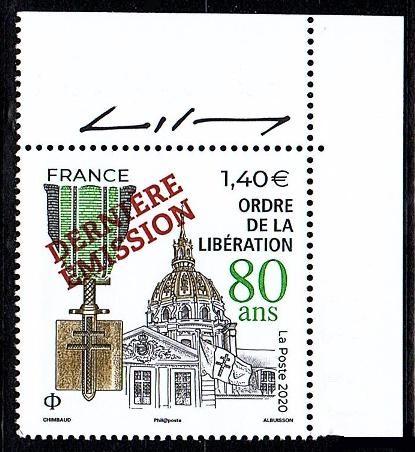 FRANCE
1,40€
ORDRE
DE LA
LIBÉRATION
80
ans
DERNIÈRE
ÉMISSION
La Poste 2020
CHIMBAUD
Phil@poste
ALBUISSON